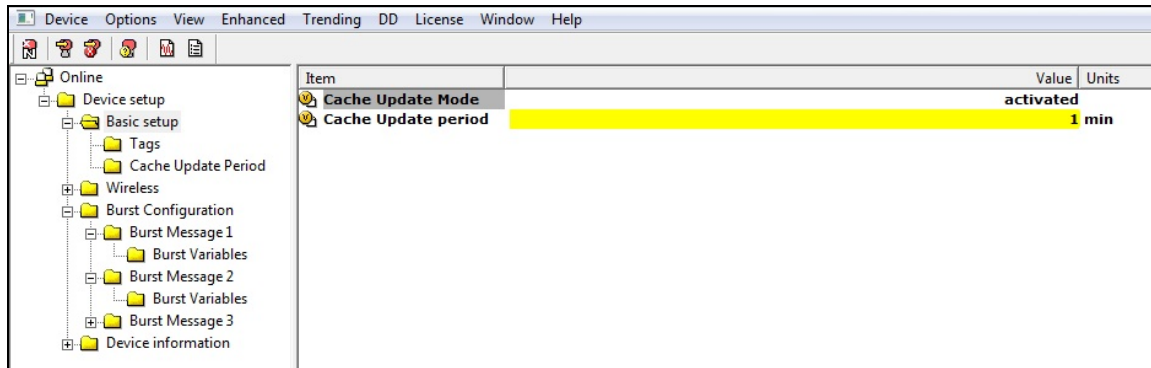 Device Options View Enhanced Trending DD License Window Help
Online
Device setup
Basic setup
Tags
Cache Update Period
Wireless
Burst Configuration
Burst Message 1
Burst Variables
Burst Message 2
Burst Variables
Burst Message 3
Device information
Item Value Units
Cache Update Mode activated
Cache Update period 1 min